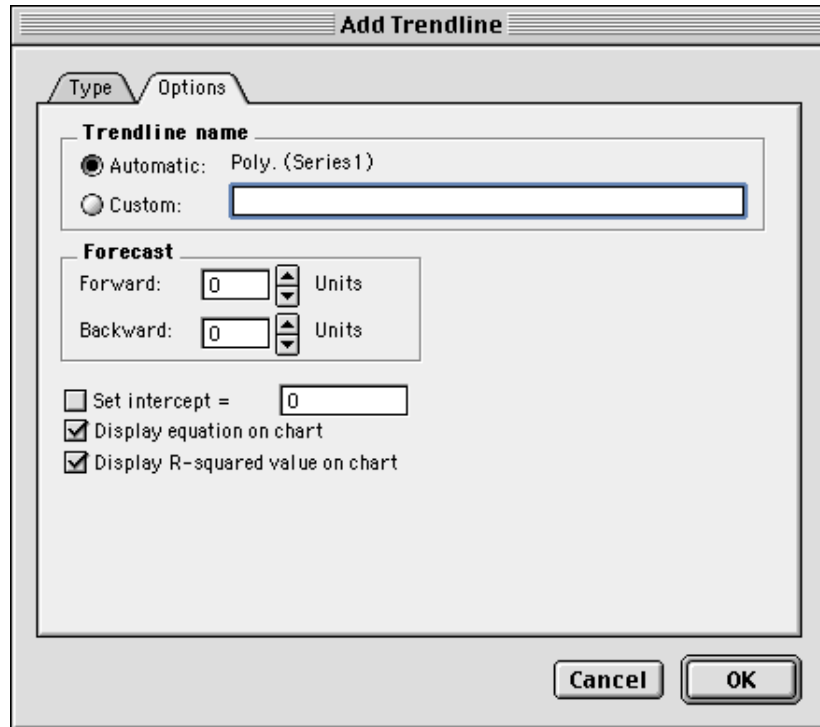 Add Trendline
Type Options
Trendline name
Automatic: Poly. (Series1)
Custom:
Forecast
Forward: 0 Units
Backward: 0 Units
Set intercept = 0
Display equation on chart
Display R-squared value on chart
Cancel OK